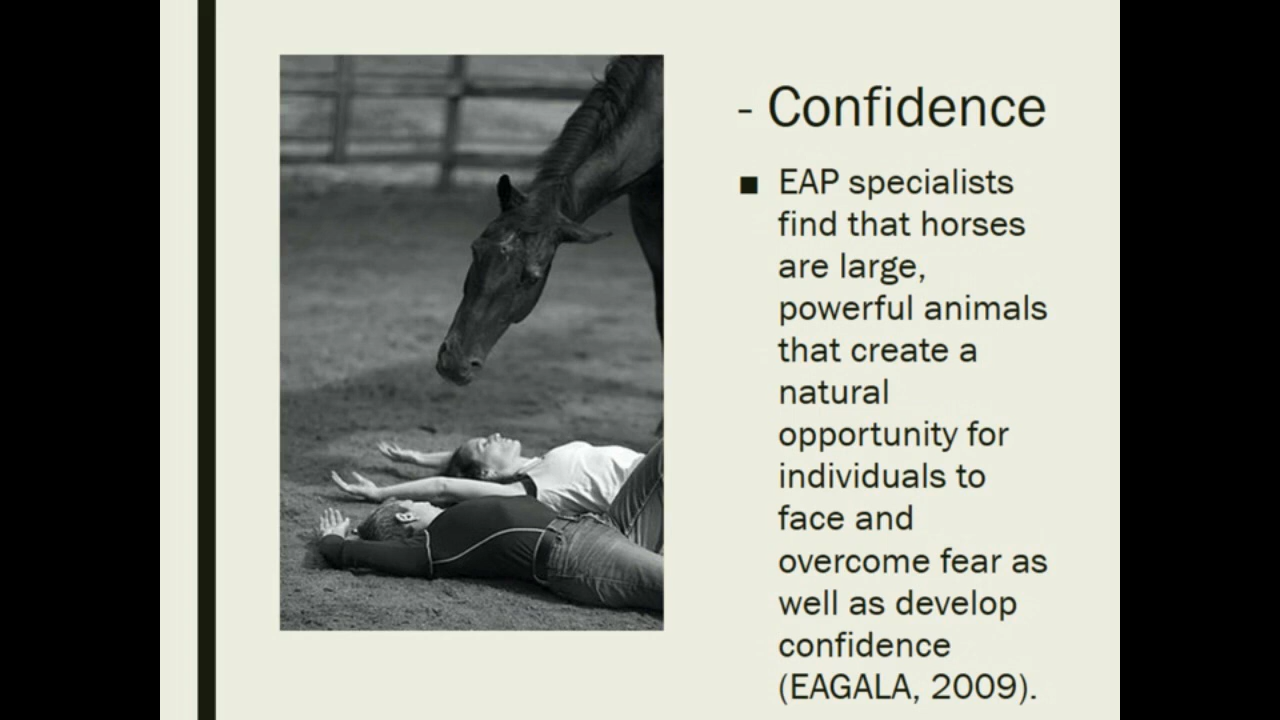 - Confidence
■ EAP specialists
find that horses
are large,
powerful animals
that create a
natural
opportunity for
individuals to
face and
overcome fear as
well as develop
confidence
(EAGALA, 2009).